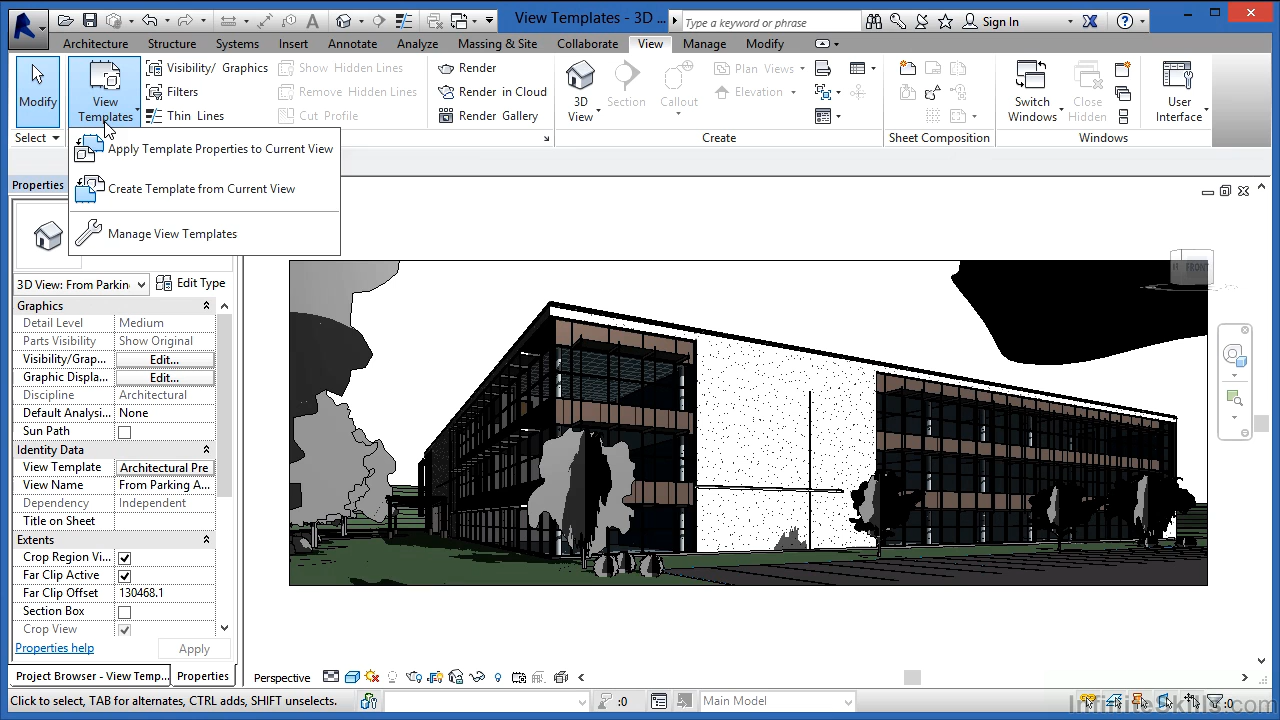 View Templates - 3D ...
Type a keyword or phrase
Sign In
Architecture Structure Systems Insert Annotate Analyze Massing & Site Collaborate View Manage Modify
Modify
View Templates
Visibility/ Graphics
Filters
Thin Lines
Show Hidden Lines
Remove Hidden Lines
Cut Profile
Render
Render in Cloud
Render Gallery
3D View
Section
Callout
Plan Views
Elevation
Switch Windows
Close Hidden
User Interface
Select
Create
Sheet Composition
Windows
Apply Template Properties to Current View
Create Template from Current View
Manage View Templates
Properties
3D View: From Parkin
Edit Type
Graphics
Detail Level Medium
Parts Visibility Show Original
Visibility/Grap... Edit...
Graphic Displa... Edit...
Discipline Architectural
Default Analysi... None
Sun Path
Identity Data
View Template Architectural Pre
View Name From Parking A...
Dependency Independent
Title on Sheet
Extents
Crop Region Vi...
Far Clip Active
Far Clip Offset 130468.1
Section Box
Crop View
Properties help
Apply
Project Browser - View Temp...
Properties
FRONT
Perspective
Click to select, TAB for alternates, CTRL adds, SHIFT unselects.
:0
Main Model
:0
InfiniteSkills.com